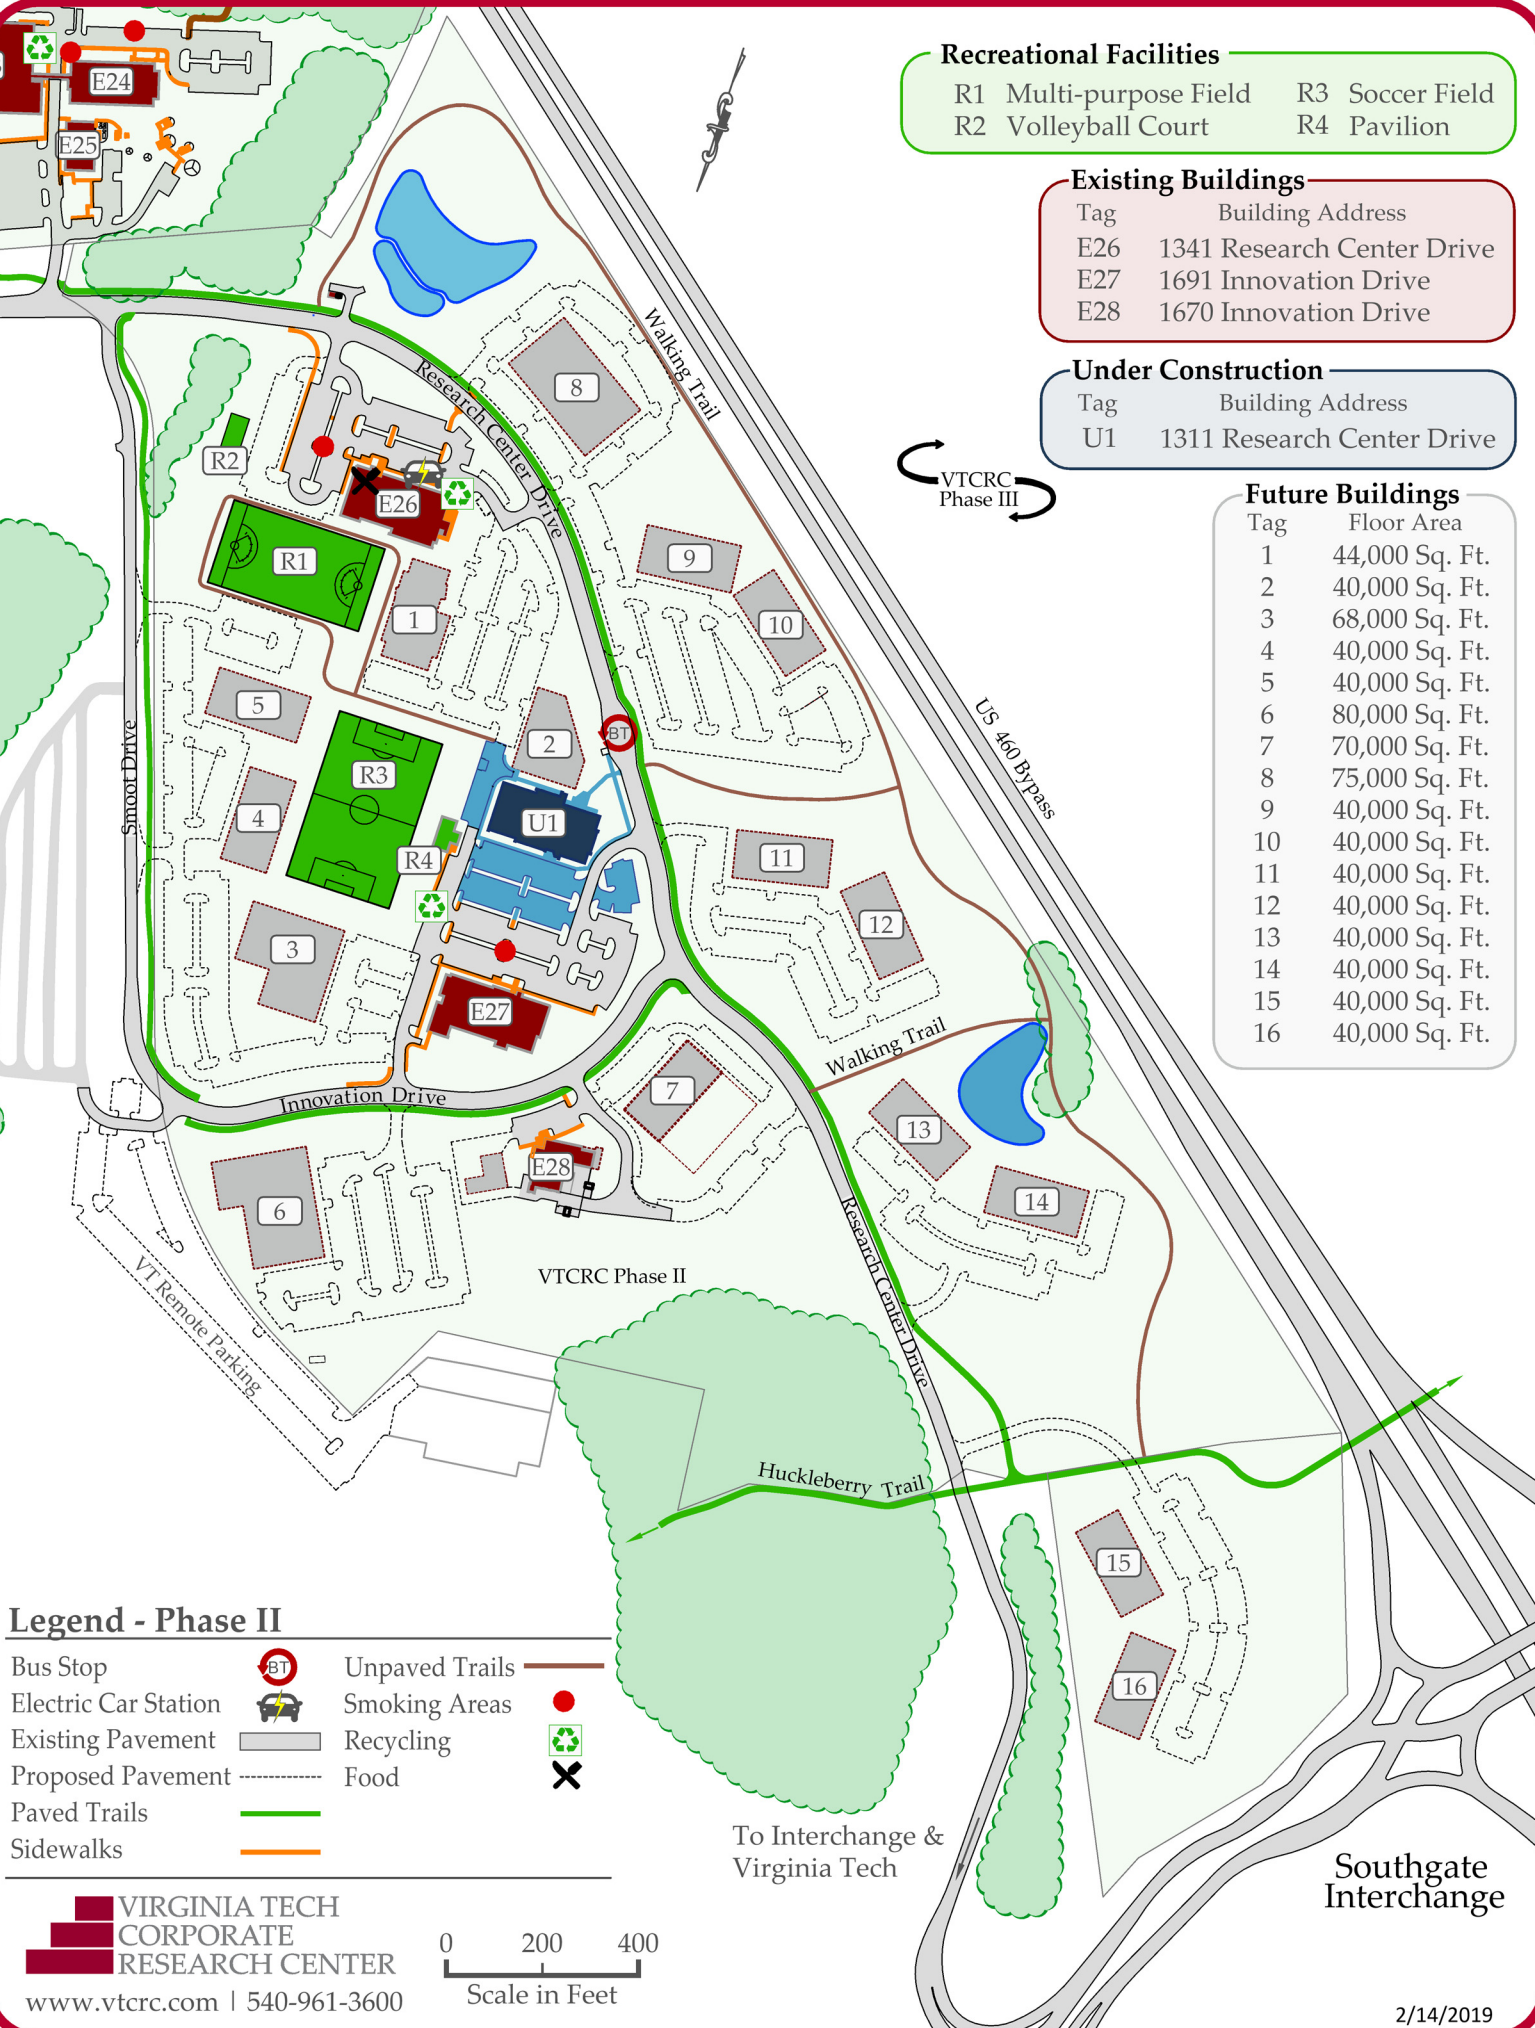 Recreational Facilities
R1 Multi-purpose Field R3 Soccer Field
R2 Volleyball Court R4 Pavilion
Existing Buildings
Tag Building Address
E26 1341 Research Center Drive
E27 1691 Innovation Drive
E28 1670 Innovation Drive
Under Construction
Tag Building Address
U1 1311 Research Center Drive
VTCRC
Phase III
Future Buildings
Tag Floor Area
1 44,000 Sq. Ft.
2 40,000 Sq. Ft.
3 68,000 Sq. Ft.
4 40,000 Sq. Ft.
5 40,000 Sq. Ft.
6 80,000 Sq. Ft.
7 70,000 Sq. Ft.
8 75,000 Sq. Ft.
9 40,000 Sq. Ft.
10 40,000 Sq. Ft.
11 40,000 Sq. Ft.
12 40,000 Sq. Ft.
13 40,000 Sq. Ft.
14 40,000 Sq. Ft.
15 40,000 Sq. Ft.
16 40,000 Sq. Ft.
E24
E25
Walking Trail
Research Center Drive
8
R2
E26
R1
9
1
10
5
2
BT
US 460 Bypass
Smoot Drive
R3
4
U1
R4
11
12
3
E27
Walking Trail
7
Innovation Drive
13
E28
14
6
Research Center Drive
VTCRC Phase II
VT Remote Parking
Huckleberry Trail
15
16
Legend - Phase II
Bus Stop BT Unpaved Trails
Electric Car Station Smoking Areas
Existing Pavement Recycling
Proposed Pavement Food
Paved Trails
Sidewalks
To Interchange &
Virginia Tech
Southgate
Interchange
VIRGINIA TECH
CORPORATE
RESEARCH CENTER
www.vtcrc.com | 540-961-3600
0 200 400
Scale in Feet
2/14/2019